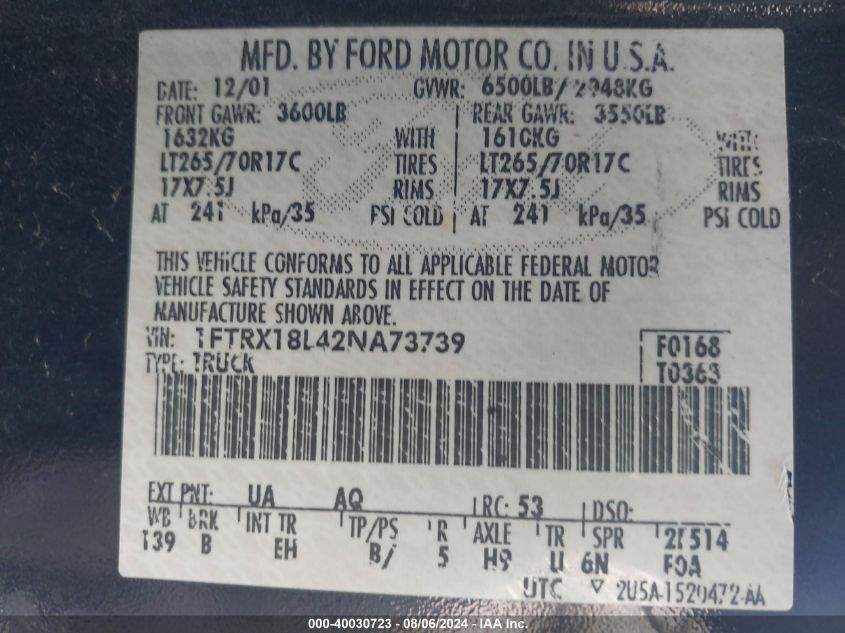 MFD. BY FORD MOTOR CO. IN U.S.A.
DATE: 12/01 GVWR: 6500LB/ 2948KG
FRONT GAWR: 3600LB REAR GAWR: 3550LB
1632KG WITH 1610KG WITH
LT265/70R17C TIRES LT265/70R17C TIRES
17X7.5J RIMS 17X7.5J RIMS
AT 241 kPa/35 PSI COLD AT 241 kPa/35 PSI COLD
THIS VEHICLE CONFORMS TO ALL APPLICABLE FEDERAL MOTOR
VEHICLE SAFETY STANDARDS IN EFFECT ON THE DATE OF
MANUFACTURE SHOWN ABOVE.
VIN: 1FTRX18L42NA73739 F0168
TYPE: TRUCK T0363
EXT PNT: UA AQ RC: 53 DSO:
WB BRK INT TR TP/PS R AXLE TR SPR 2F514
139 B EH B/ 5 H9 U 6N F0A
UTC ▽ 2U5A-1520472-AA
000-40030723 - 08/06/2024 - IAA Inc.